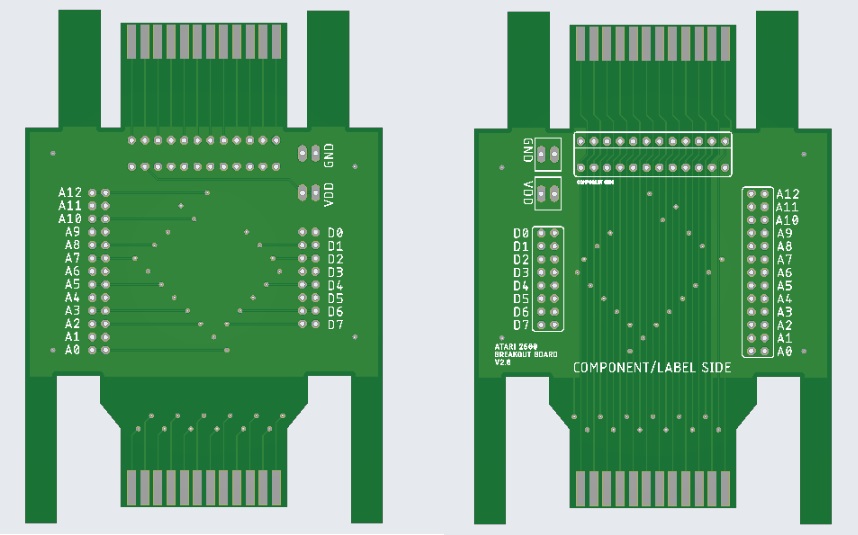 GND
VDD
A12
A11
A10
A9
A8
A7
A6
A5
A4
A3
A2
A1
A0
D0
D1
D2
D3
D4
D5
D6
D7
GND
VDD
COMPONENT SIDE
D0
D1
D2
D3
D4
D5
D6
D7
A12
A11
A10
A9
A8
A7
A6
A5
A4
A3
A2
A1
A0
ATARI 2600
BREAKOUT BOARD
V2.0
COMPONENT/LABEL SIDE